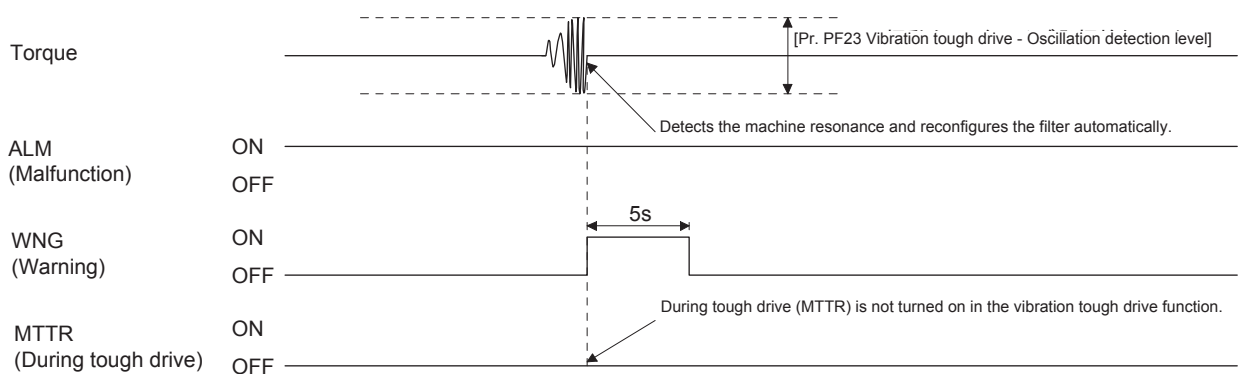 [Pr. PF23 Vibration tough drive - Oscillation detection level]
Torque
Detects the machine resonance and reconfigures the filter automatically.
ALM
(Malfunction)
ON
OFF
5s
WNG
(Warning)
ON
OFF
During tough drive (MTTR) is not turned on in the vibration tough drive function.
MTTR
(During tough drive)
ON
OFF